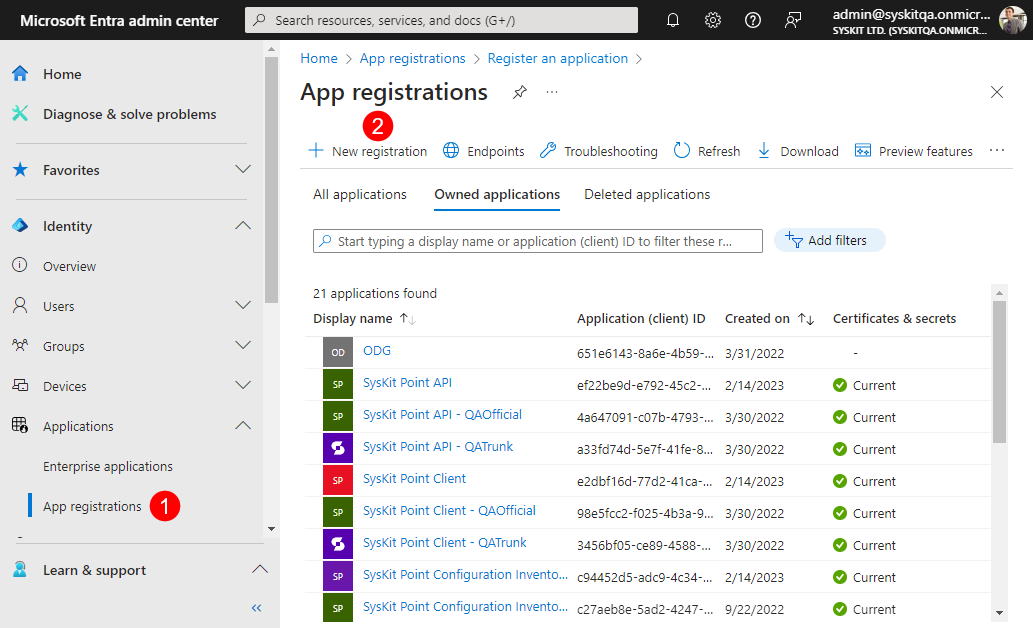 Microsoft Entra admin center
Search resources, services, and docs (G+/)
admin@syskitqa.onmicr...
SYSKIT LTD. (SYSKITQA.ONMICR...
Home
Diagnose & solve problems
Favorites
Identity
Overview
Users
Groups
Devices
Applications
Enterprise applications
App registrations 1
Learn & support
Home > App registrations > Register an application >
App registrations
2
New registration Endpoints Troubleshooting Refresh Download Preview features
All applications Owned applications Deleted applications
Start typing a display name or application (client) ID to filter these r...
Add filters
21 applications found
Display name Application (client) ID Created on Certificates & secrets
OD ODG 651e6143-8a6e-4b59-... 3/31/2022 -
SP SysKit Point API ef22be9d-e792-45c2-... 2/14/2023 Current
SP SysKit Point API - QAOfficial 4a647091-c07b-4793-... 3/30/2022 Current
SysKit Point API - QATrunk a33fd74d-5e7f-41fe-8... 3/30/2022 Current
SP SysKit Point Client e2dbf16d-77d2-41ca-... 2/14/2023 Current
SP SysKit Point Client - QAOfficial 98e5fcc2-f025-4b3a-9... 3/30/2022 Current
SysKit Point Client - QATrunk 3456bf05-ce89-4588-... 3/30/2022 Current
SP SysKit Point Configuration Invento... c94452d5-adc9-4c34-... 2/14/2023 Current
SP SysKit Point Configuration Invento... c27aeb8e-5ad2-4247-... 9/22/2022 Current